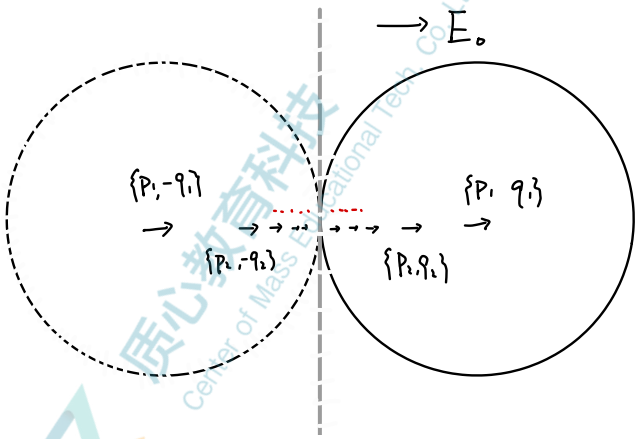 → E₀
{P₁,-q₁}
{P₁ q₁}
{P₂,-q₂}
{P₂,q₂}
质心教育科技
Center of Mass Educational Tech. Co.